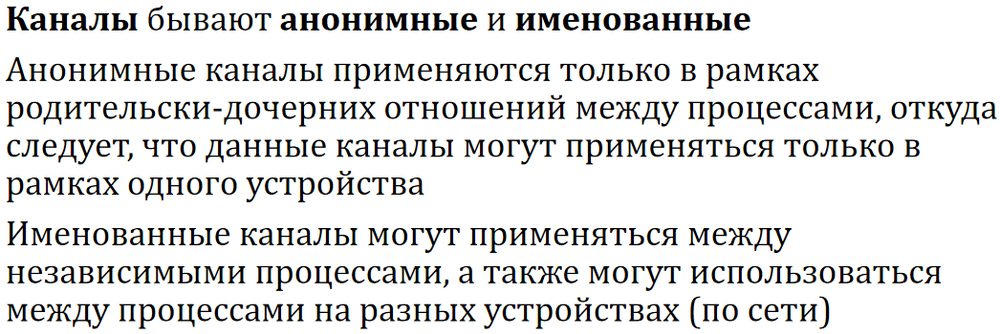 Каналы бывают анонимные и именованные
Анонимные каналы применяются только в рамках
родительски-дочерних отношений между процессами, откуда
следует, что данные каналы могут применяться только в
рамках одного устройства
Именованные каналы могут применяться между
независимыми процессами, а также могут использоваться
между процессами на разных устройствах (по сети)